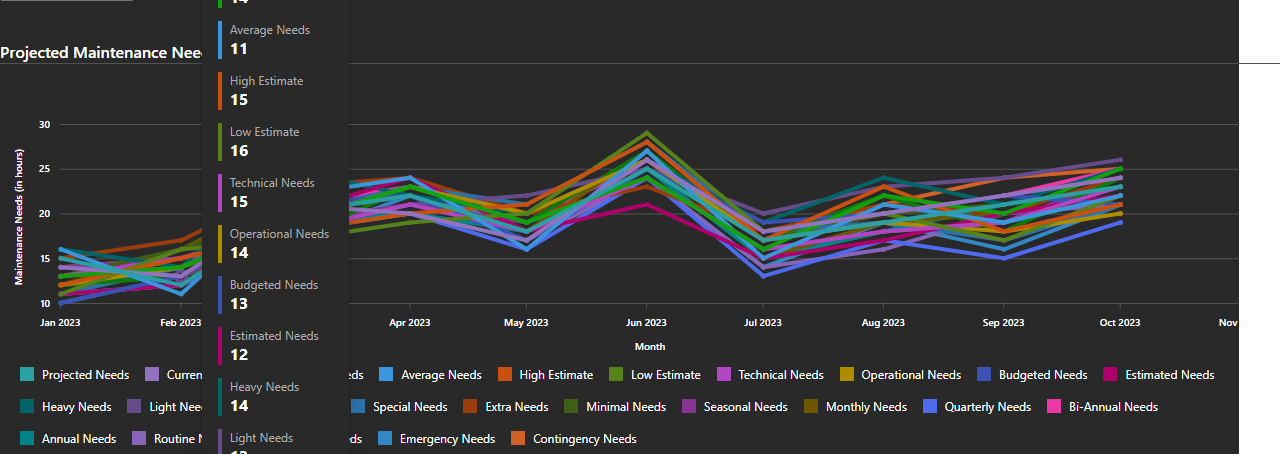 14
Average Needs
11
Projected Maintenance Nee
High Estimate
15
Low Estimate
16
Technical Needs
15
Operational Needs
14
Budgeted Needs
13
Estimated Needs
12
Heavy Needs
14
Light Needs
Maintenance Needs (in hours)
30
25
20
15
10
Jan 2023 Feb 2023 Apr 2023 May 2023 Jun 2023 Jul 2023 Aug 2023 Sep 2023 Oct 2023 Nov
Month
Projected Needs Curren ds Average Needs High Estimate Low Estimate Technical Needs Operational Needs Budgeted Needs Estimated Needs
Heavy Needs Light Nee Special Needs Extra Needs Minimal Needs Seasonal Needs Monthly Needs Quarterly Needs Bi-Annual Needs
Annual Needs Routine N ds Emergency Needs Contingency Needs